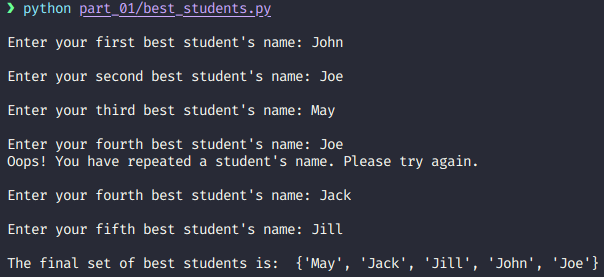 ❯ python part_01/best_students.py
Enter your first best student's name: John
Enter your second best student's name: Joe
Enter your third best student's name: May
Enter your fourth best student's name: Joe
Oops! You have repeated a student's name. Please try again.
Enter your fourth best student's name: Jack
Enter your fifth best student's name: Jill
The final set of best students is:  {'May', 'Jack', 'Jill', 'John', 'Joe'}